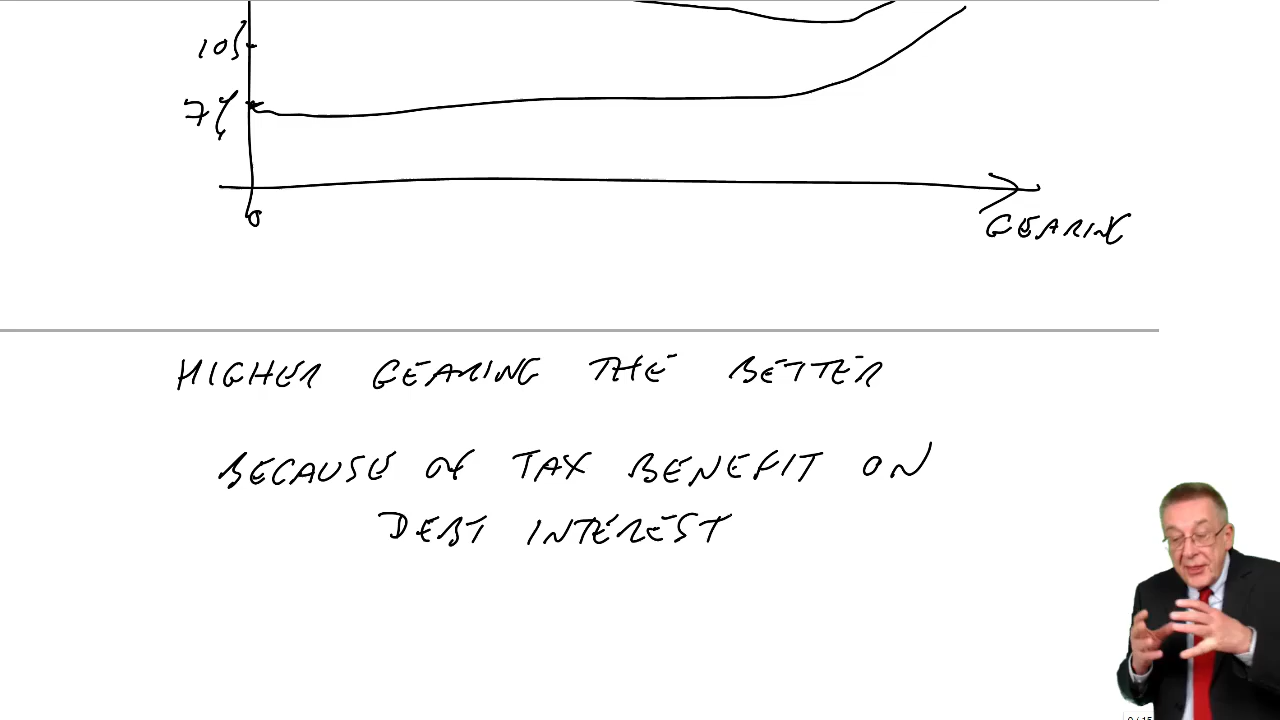 10%
7%
0
GEARING
HIGHER GEARING THE BETTER
BECAUSE OF TAX BENEFIT ON
DEBT INTEREST